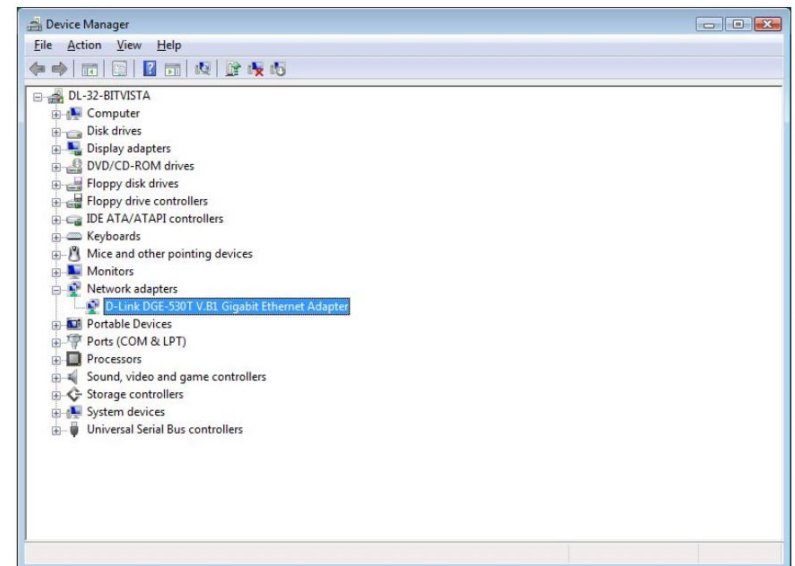 Device Manager
File Action View Help
DL-32-BITVISTA
Computer
Disk drives
Display adapters
DVD/CD-ROM drives
Floppy disk drives
Floppy drive controllers
IDE ATA/ATAPI controllers
Keyboards
Mice and other pointing devices
Monitors
Network adapters
D-Link DGE-530T V.B1 Gigabit Ethernet Adapter
Portable Devices
Ports (COM & LPT)
Processors
Sound, video and game controllers
Storage controllers
System devices
Universal Serial Bus controllers